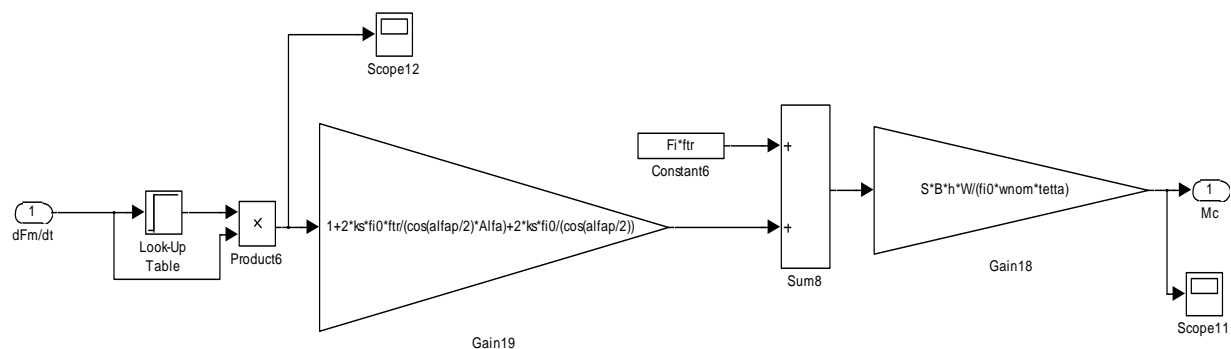 Scope12
Fi*ftr
Constant6
1
dFm/dt
Look-Up
Table
x
Product6
1+2*ks*fi0*ftr/(cos(alfap/2)*Alfa)+2*ks*fi0/(cos(alfap/2))
Gain19
+
+
Sum8
S*B*h*W/(fi0*wnom*tetta)
Gain18
1
Mc
Scope11